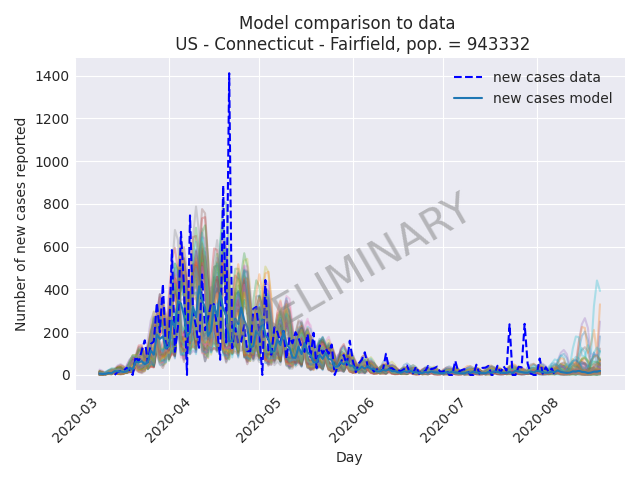 Model comparison to data
US - Connecticut - Fairfield, pop. = 943332
new cases data
new cases model
1400
1200
1000
800
600
400
200
0
Number of new cases reported
2020-03
2020-04
2020-05
2020-06
2020-07
2020-08
Day